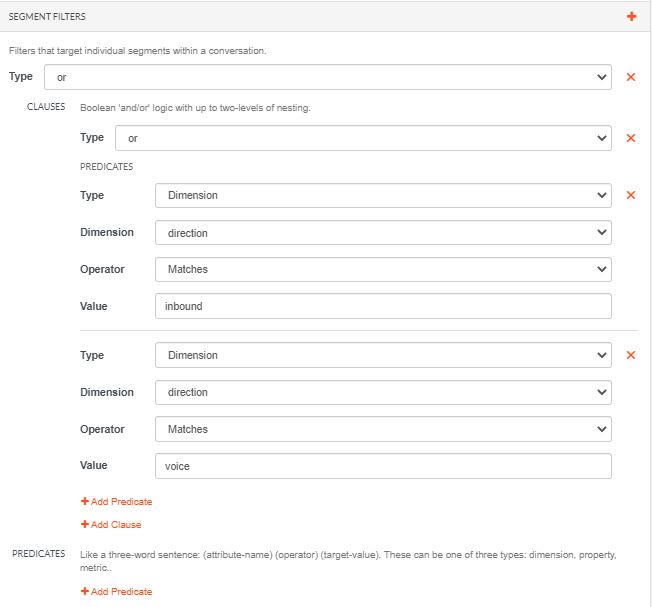 SEGMENT FILTERS
Filters that target individual segments within a conversation.
Type or
CLAUSES Boolean 'and/or' logic with up to two-levels of nesting.
Type or
PREDICATES
Type Dimension
Dimension direction
Operator Matches
Value inbound
Type Dimension
Dimension direction
Operator Matches
Value voice
Add Predicate
Add Clause
PREDICATES Like a three-word sentence: (attribute-name) (operator) (target-value). These can be one of three types: dimension, property,
metric..
Add Predicate